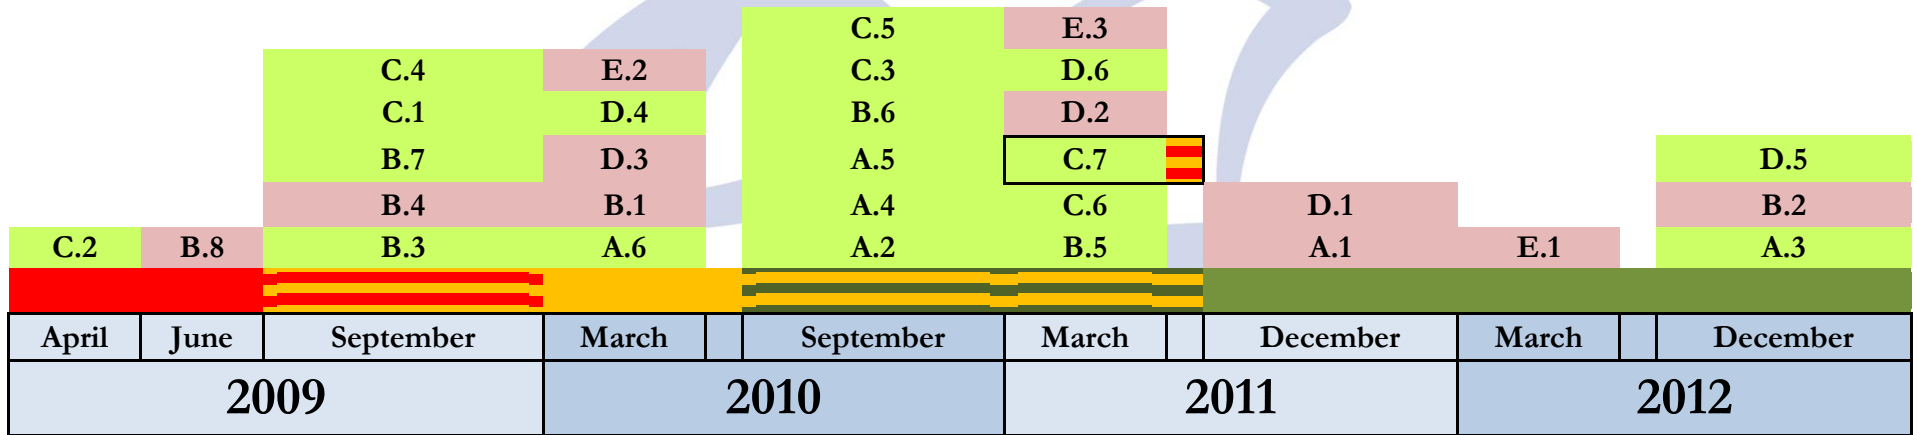 C.5 E.3
C.4 E.2 C.3 D.6
C.1 D.4 B.6 D.2
B.7 D.3 A.5 C.7 D.5
B.4 B.1 A.4 C.6 D.1 B.2
C.2 B.8 B.3 A.6 A.2 B.5 A.1 E.1 A.3
April June September March September March December March December
2009 2010 2011 2012